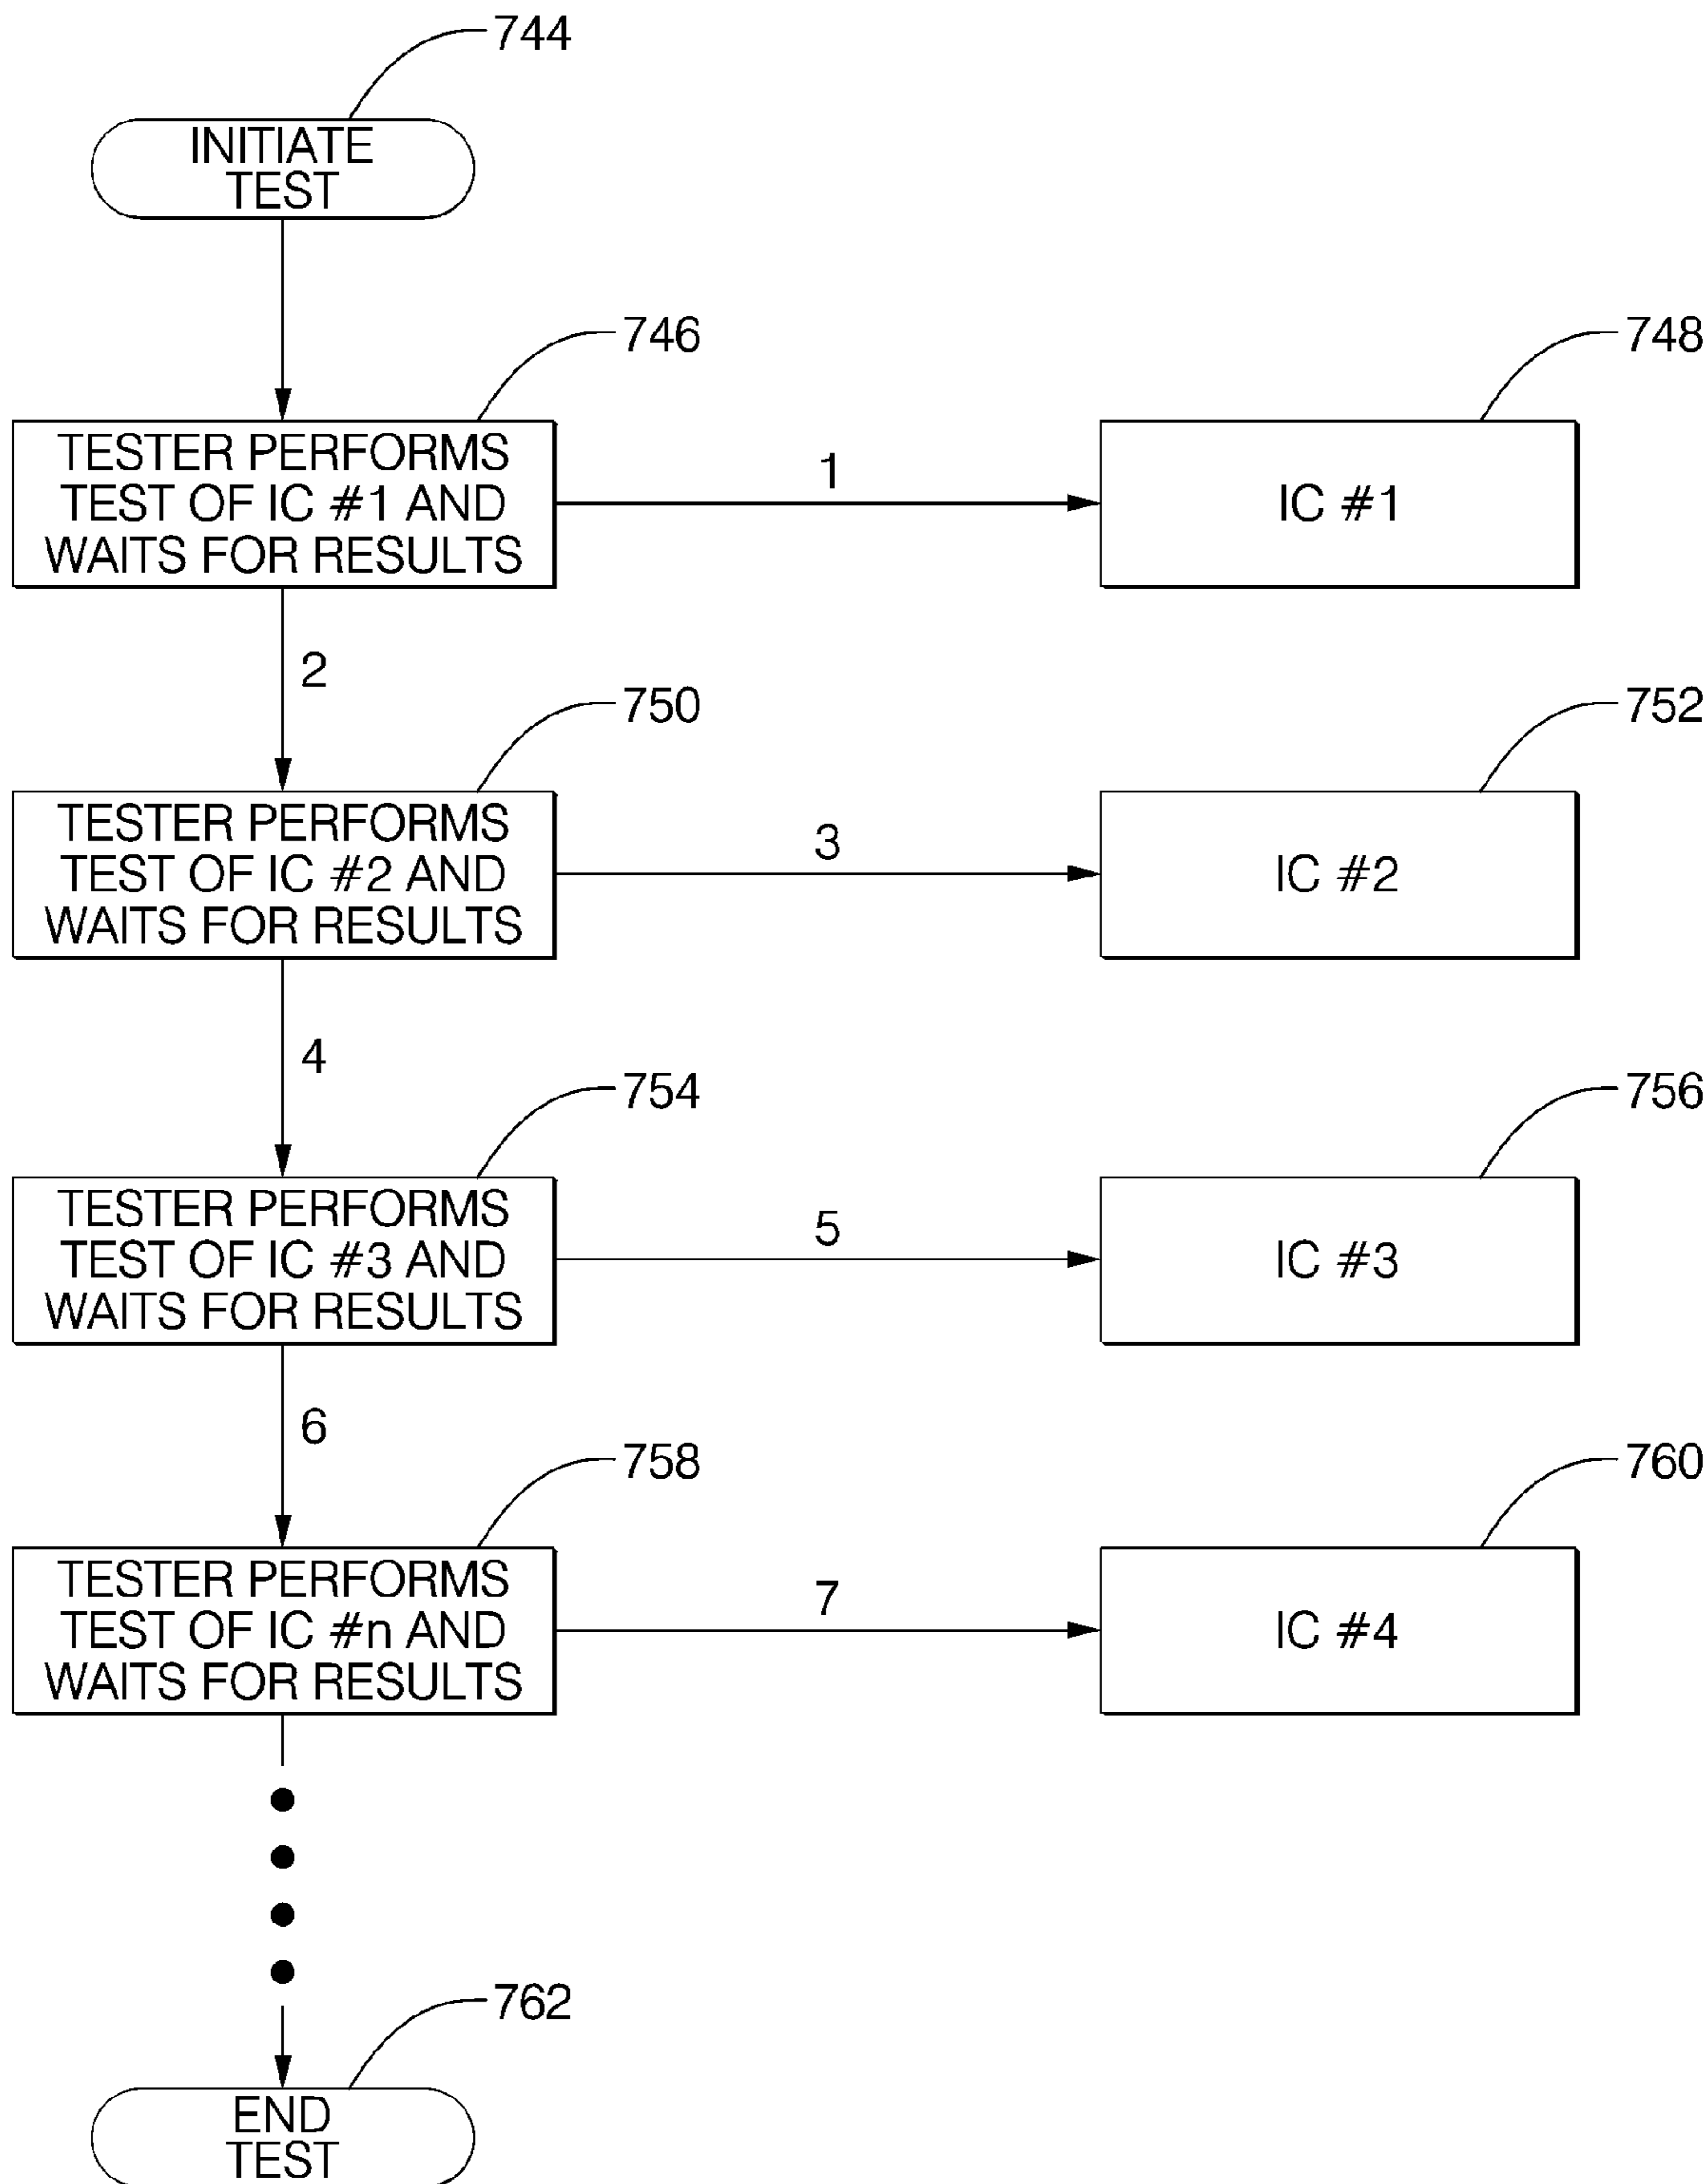 744
INITIATE
TEST
746
748
TESTER PERFORMS
TEST OF IC #1 AND
WAITS FOR RESULTS
1
IC #1
2
750
752
TESTER PERFORMS
TEST OF IC #2 AND
WAITS FOR RESULTS
3
IC #2
4
754
756
TESTER PERFORMS
TEST OF IC #3 AND
WAITS FOR RESULTS
5
IC #3
6
758
760
TESTER PERFORMS
TEST OF IC #n AND
WAITS FOR RESULTS
7
IC #4
762
END
TEST